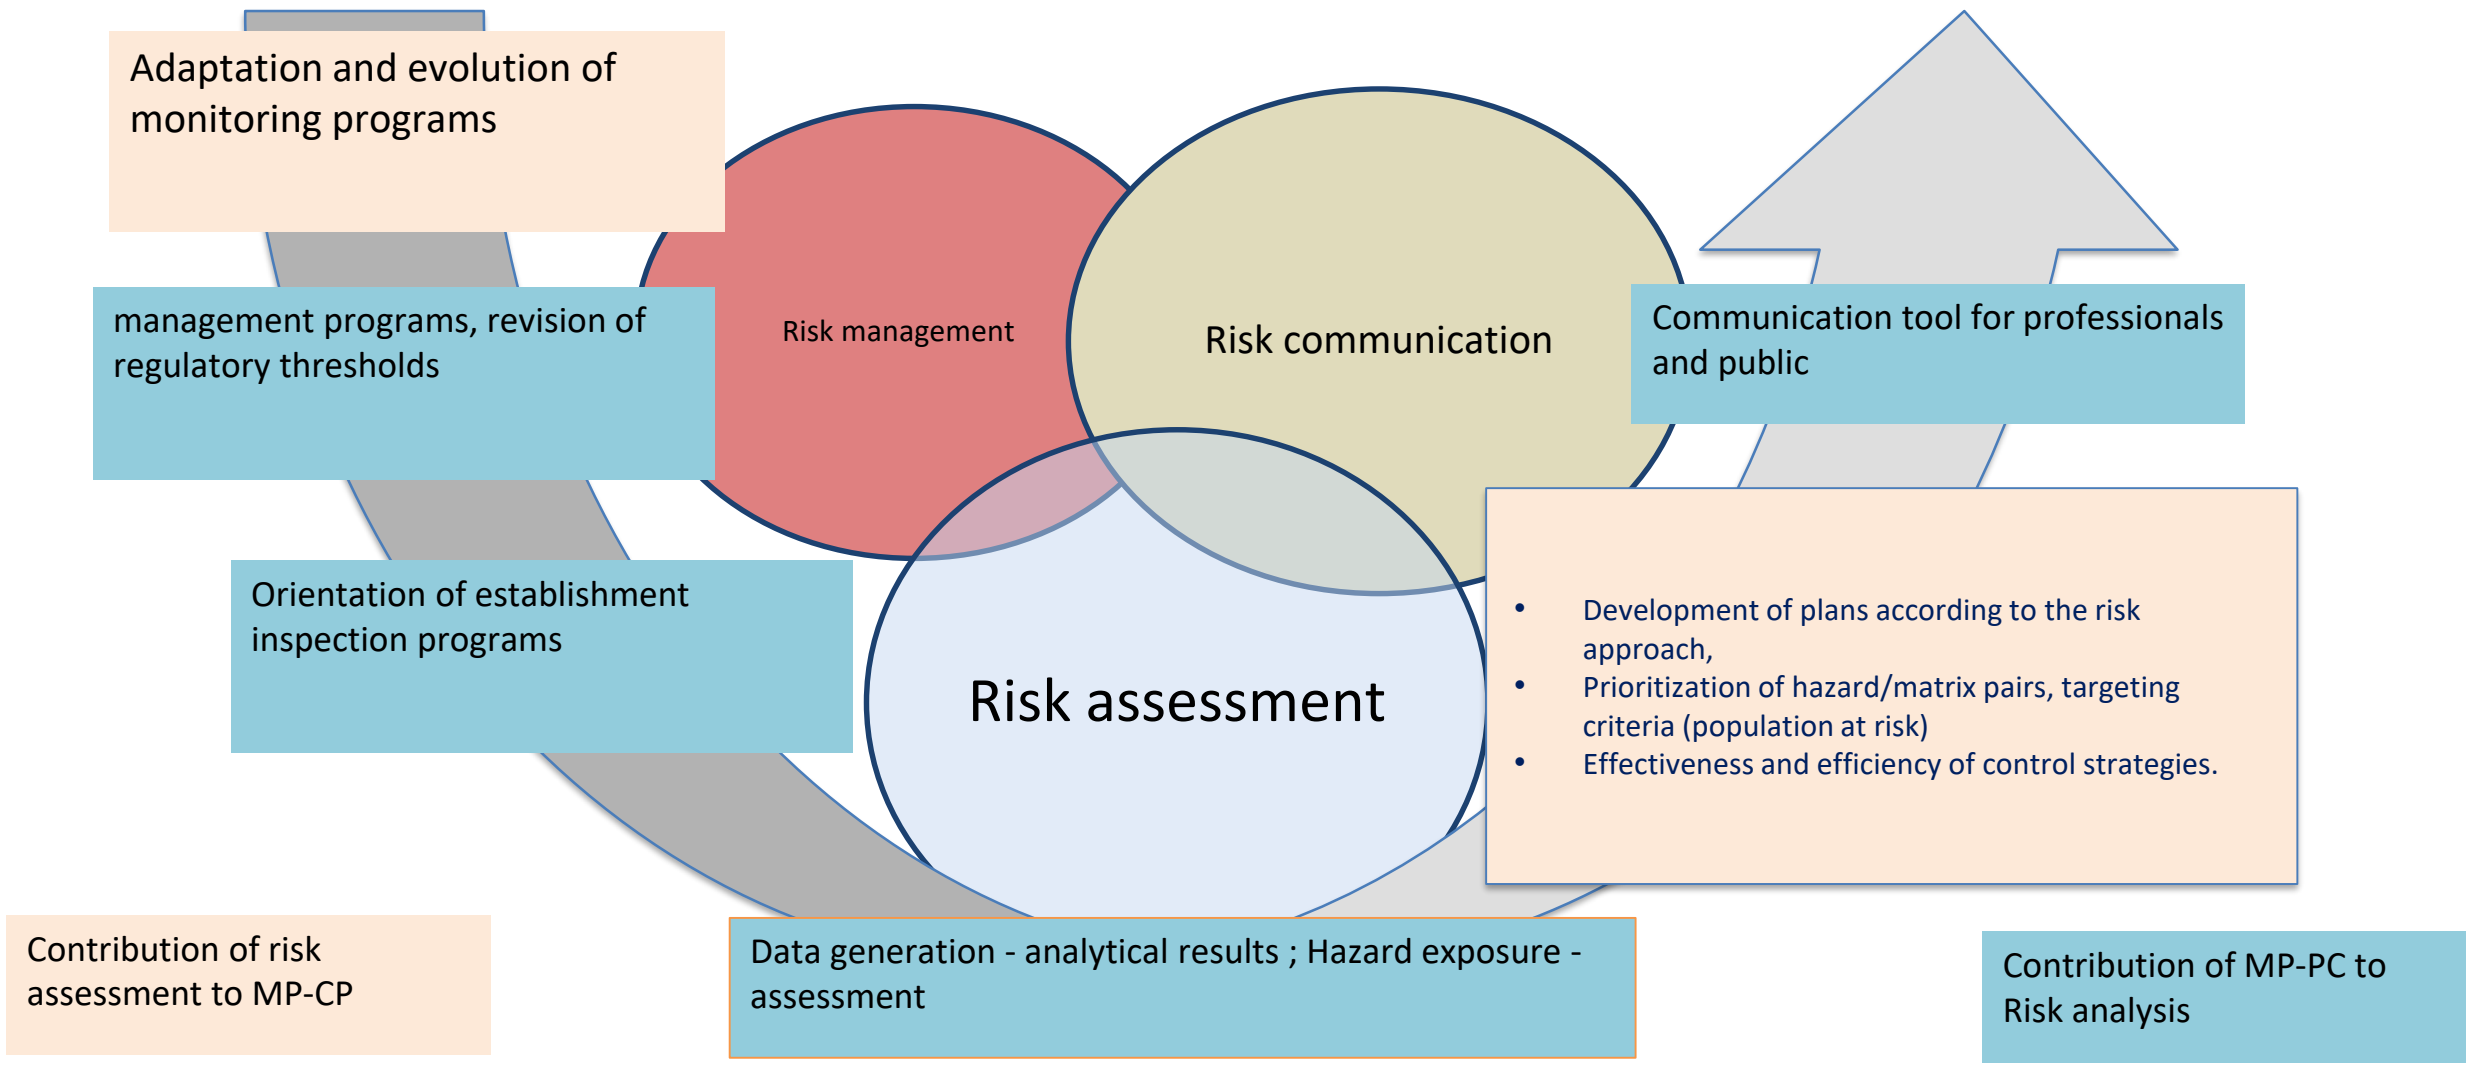 Adaptation and evolution of
monitoring programs
management programs, revision of
regulatory thresholds
Risk management
Risk communication
Communication tool for professionals
and public
Orientation of establishment
inspection programs
Risk assessment
• Development of plans according to the risk
approach,
• Prioritization of hazard/matrix pairs, targeting
criteria (population at risk)
• Effectiveness and efficiency of control strategies.
Contribution of risk
assessment to MP-CP
Data generation - analytical results ; Hazard exposure -
assessment
Contribution of MP-PC to
Risk analysis